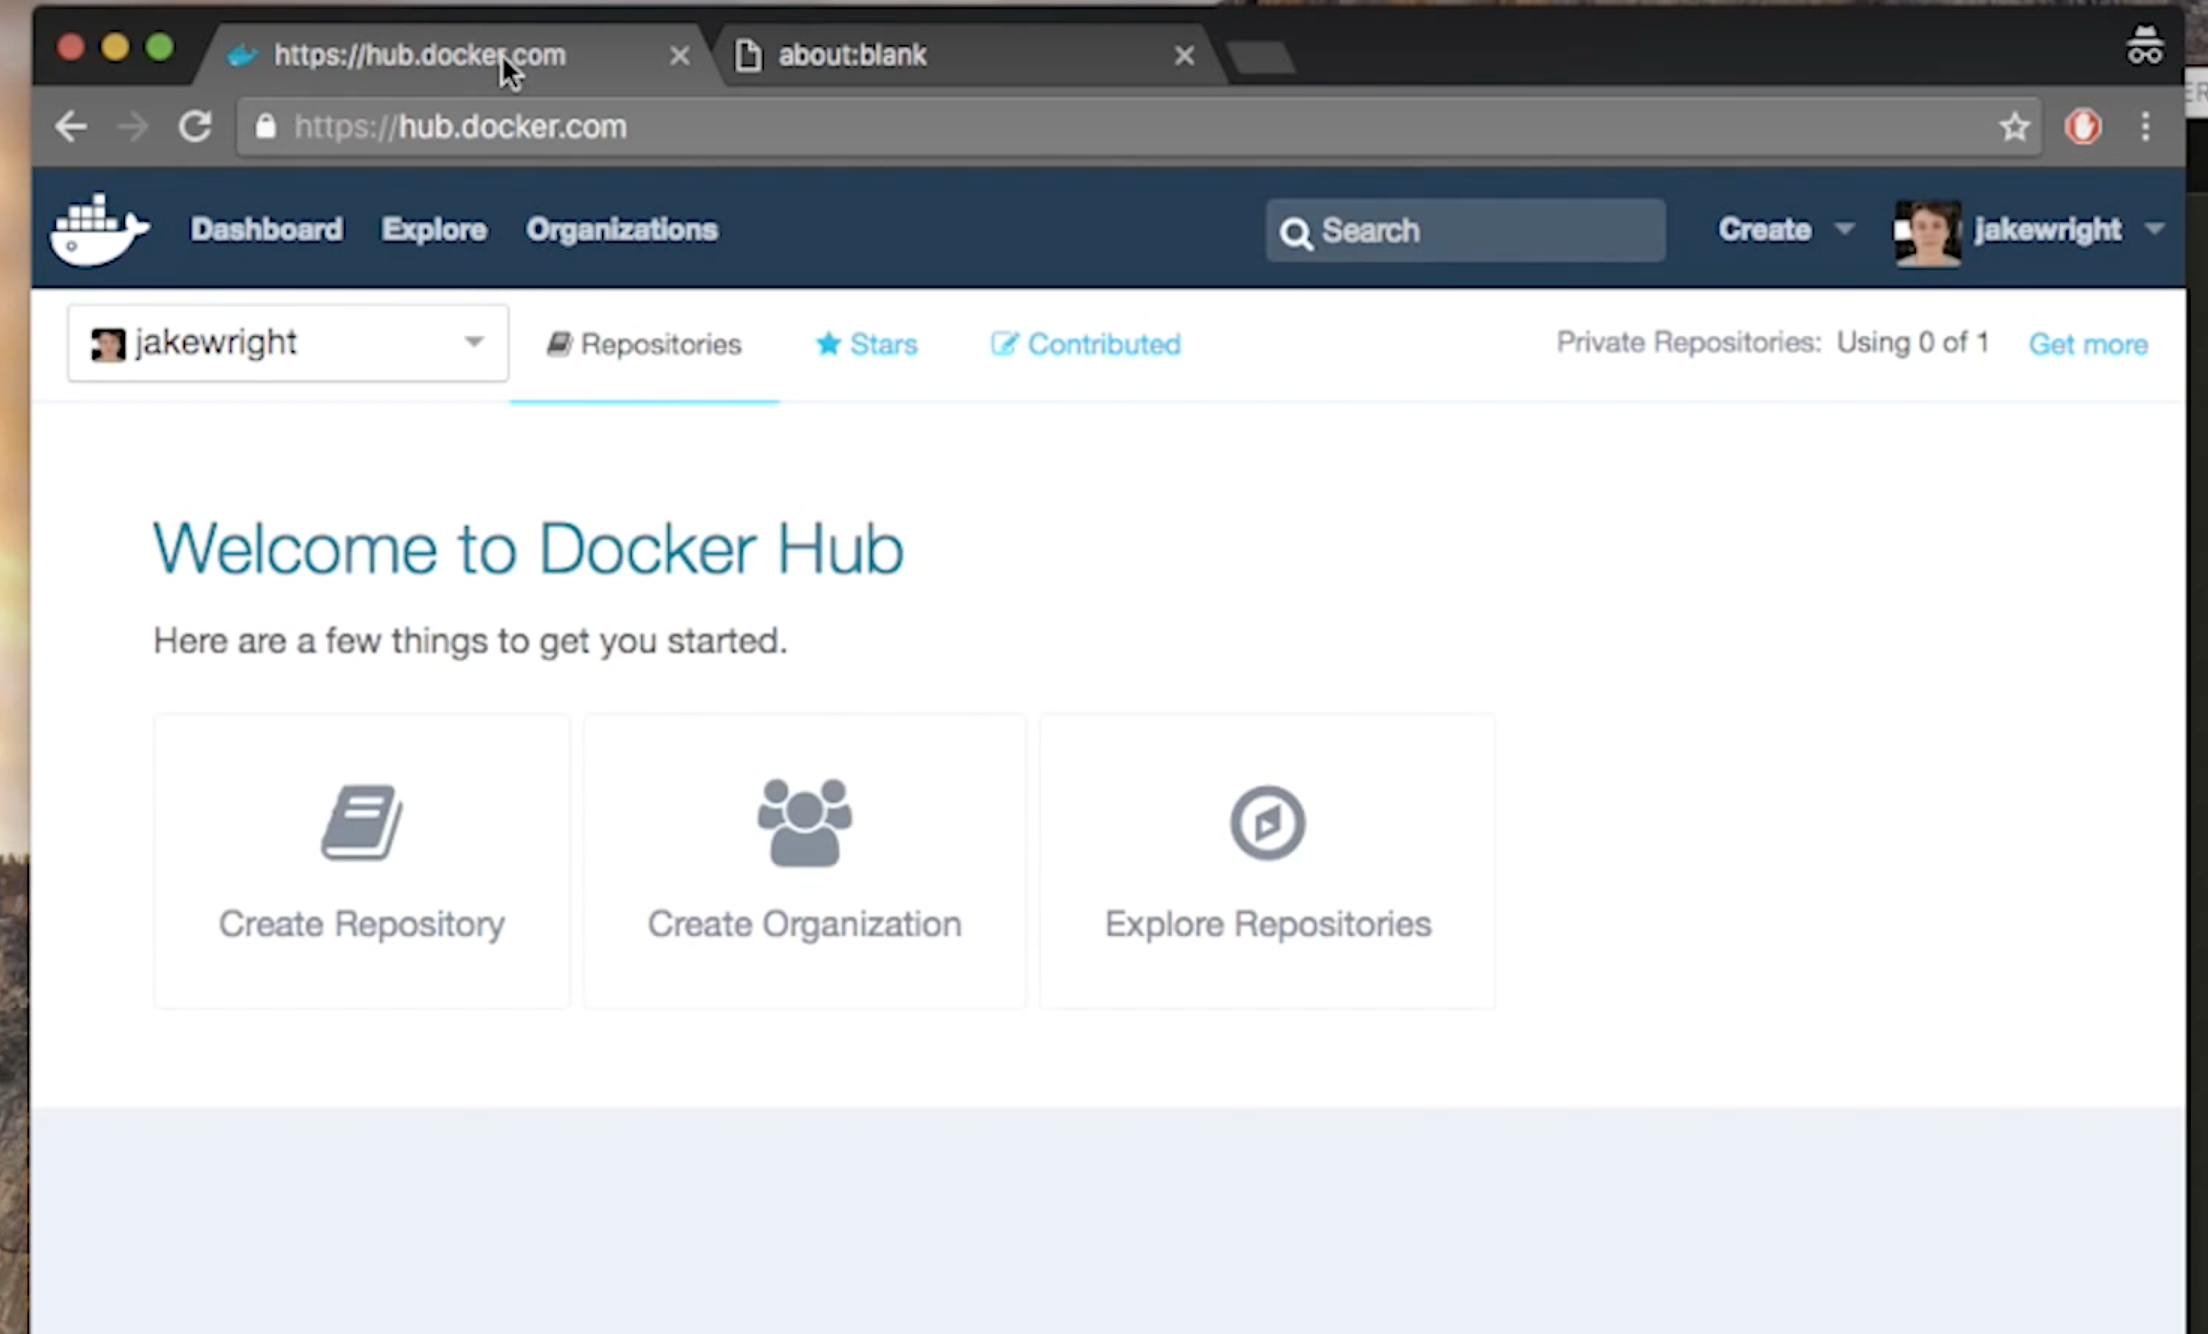 https://hub.docker.com
about:blank
https://hub.docker.com
Dashboard Explore Organizations Search Create jakewright
jakewright Repositories Stars Contributed Private Repositories: Using 0 of 1 Get more
Welcome to Docker Hub
Here are a few things to get you started.
Create Repository Create Organization Explore Repositories